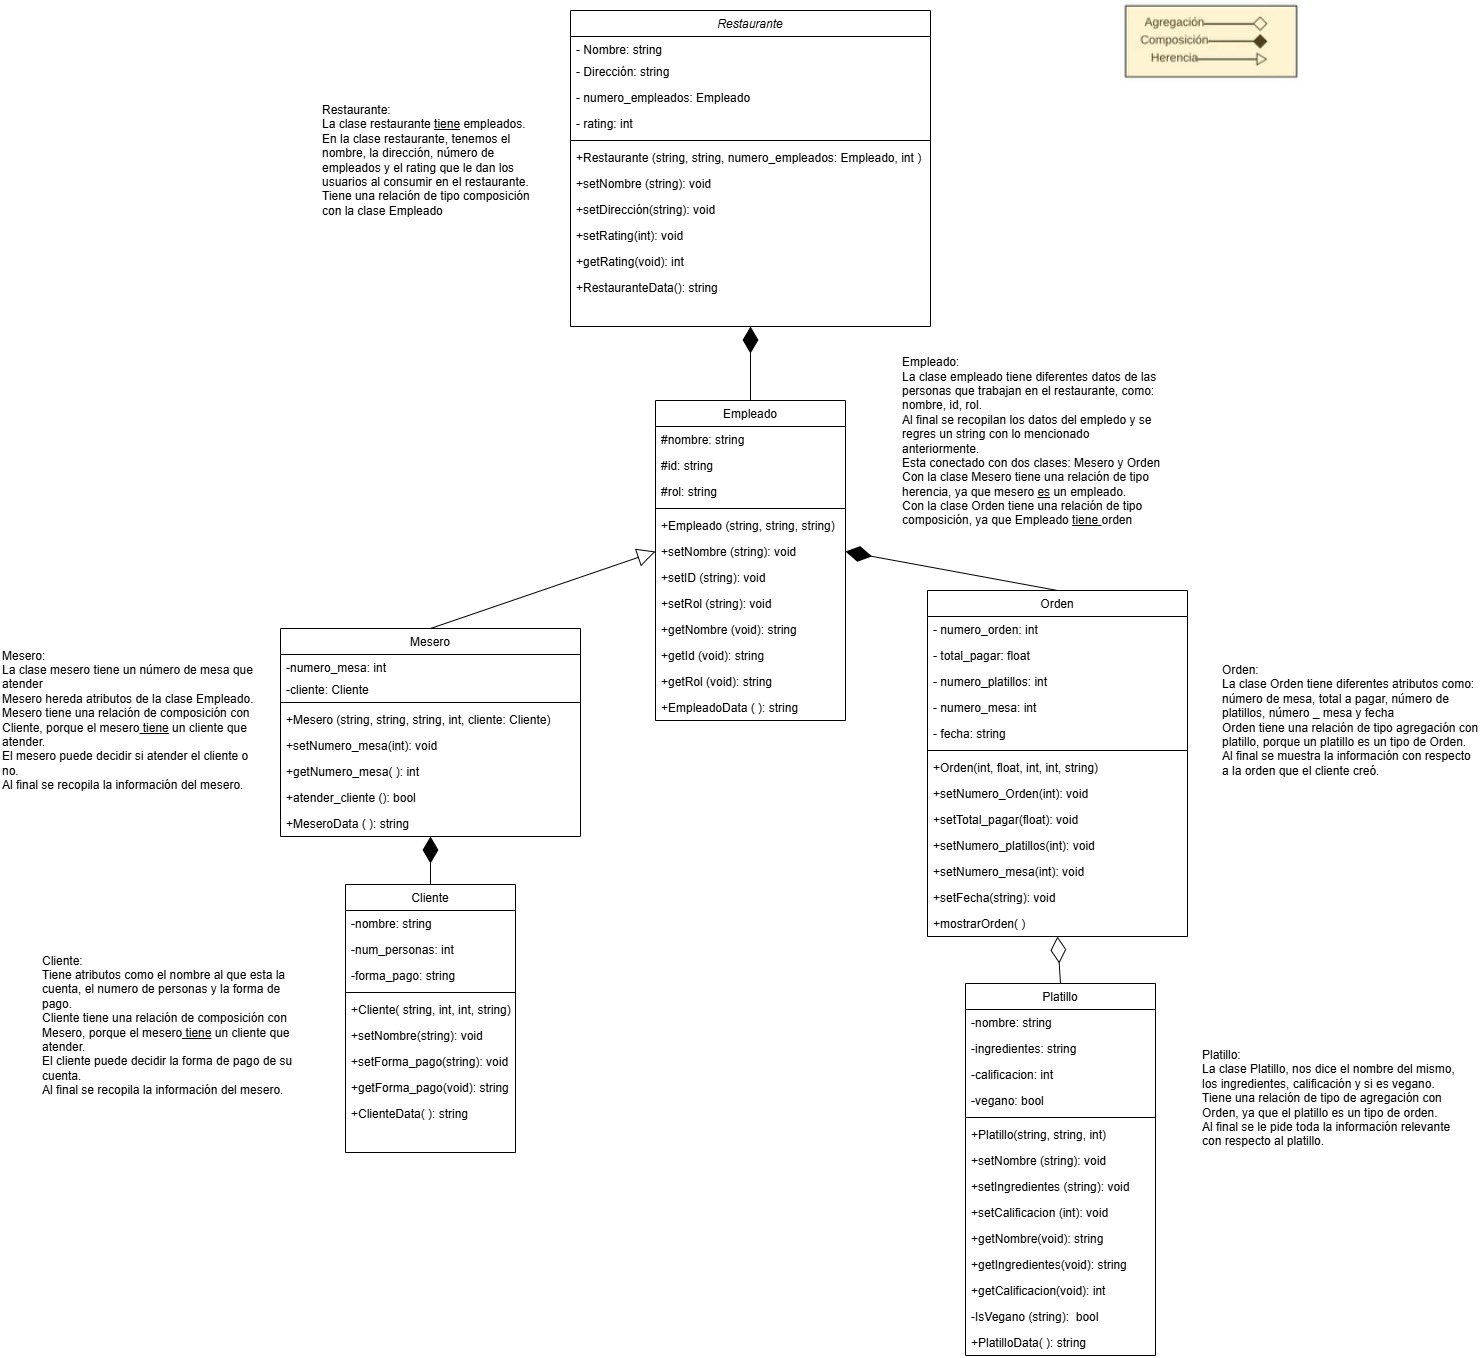 Restaurante
- Nombre: string
- Dirección: string
- numero_empleados: Empleado
- rating: int
+Restaurante (string, string, numero_empleados: Empleado, int )
+setNombre (string): void
+setDirección(string): void
+setRating(int): void
+getRating(void): int
+RestauranteData(): string
Agregación
Composición
Herencia
Restaurante:
La clase restaurante tiene empleados.
En la clase restaurante, tenemos el
nombre, la dirección, número de
empleados y el rating que le dan los
usuarios al consumir en el restaurante.
Tiene una relación de tipo composición
con la clase Empleado
Empleado:
La clase empleado tiene diferentes datos de las
personas que trabajan en el restaurante, como:
nombre, id, rol.
Al final se recopilan los datos del empledo y se
regres un string con lo mencionado
anteriormente.
Esta conectado con dos clases: Mesero y Orden
Con la clase Mesero tiene una relación de tipo
herencia, ya que mesero es un empleado.
Con la clase Orden tiene una relación de tipo
composición, ya que Empleado tiene orden
Empleado
#nombre: string
#id: string
#rol: string
+Empleado (string, string, string)
+setNombre (string): void
+setID (string): void
+setRol (string): void
+getNombre (void): string
+getId (void): string
+getRol (void): string
+EmpleadoData ( ): string
Mesero:
La clase mesero tiene un número de mesa que
atender
Mesero hereda atributos de la clase Empleado.
Mesero tiene una relación de composición con
Cliente, porque el mesero tiene un cliente que
atender.
El mesero puede decidir si atender el cliente o
no.
Al final se recopila la información del mesero.
Mesero
-numero_mesa: int
-cliente: Cliente
+Mesero (string, string, string, int, cliente: Cliente)
+setNumero_mesa(int): void
+getNumero_mesa( ): int
+atender_cliente (): bool
+MeseroData ( ): string
Orden
- numero_orden: int
- total_pagar: float
- numero_platillos: int
- numero_mesa: int
- fecha: string
+Orden(int, float, int, int, string)
+setNumero_Orden(int): void
+setTotal_pagar(float): void
+setNumero_platillos(int): void
+setNumero_mesa(int): void
+setFecha(string): void
+mostrarOrden( )
Orden:
La clase Orden tiene diferentes atributos como:
número de mesa, total a pagar, número de
platillos, número _ mesa y fecha
Orden tiene una relación de tipo agregación con
platillo, porque un platillo es un tipo de Orden.
Al final se muestra la información con respecto
a la orden que el cliente creó.
Cliente:
Tiene atributos como el nombre al que esta la
cuenta, el numero de personas y la forma de
pago.
Cliente tiene una relación de composición con
Mesero, porque el mesero tiene un cliente que
atender.
El cliente puede decidir la forma de pago de su
cuenta.
Al final se recopila la información del mesero.
Cliente
-nombre: string
-num_personas: int
-forma_pago: string
+Cliente( string, int, int, string)
+setNombre(string): void
+setForma_pago(string): void
+getForma_pago(void): string
+ClienteData( ): string
Platillo
-nombre: string
-ingredientes: string
-calificacion: int
-vegano: bool
+Platillo(string, string, int)
+setNombre (string): void
+setIngredientes (string): void
+setCalificacion (int): void
+getNombre(void): string
+getIngredientes(void): string
+getCalificacion(void): int
-IsVegano (string):  bool
+PlatilloData( ): string
Platillo:
La clase Platillo, nos dice el nombre del mismo,
los ingredientes, calificación y si es vegano.
Tiene una relación de tipo de agregación con
Orden, ya que el platillo es un tipo de orden.
Al final se le pide toda la información relevante
con respecto al platillo.